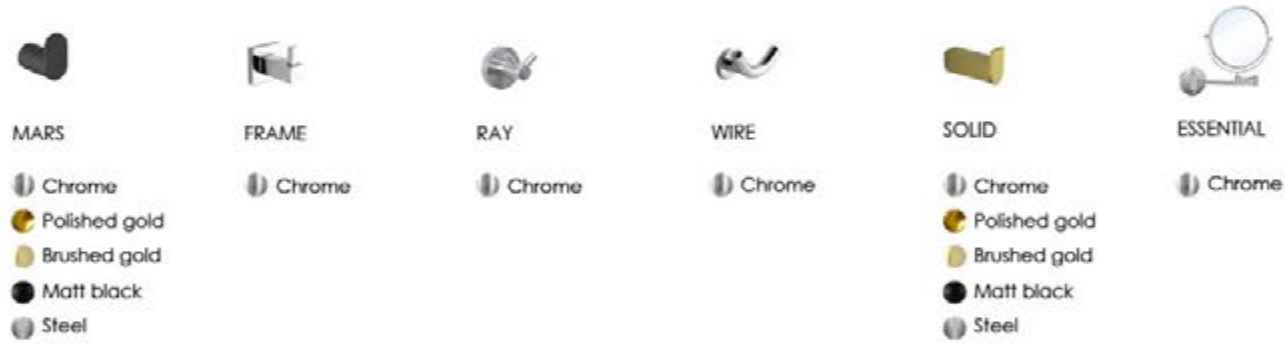 MARS
FRAME
RAY
WIRE
SOLID
ESSENTIAL
Chrome
Chrome
Chrome
Chrome
Chrome
Chrome
Polished gold
Polished gold
Brushed gold
Brushed gold
Matt black
Matt black
Steel
Steel